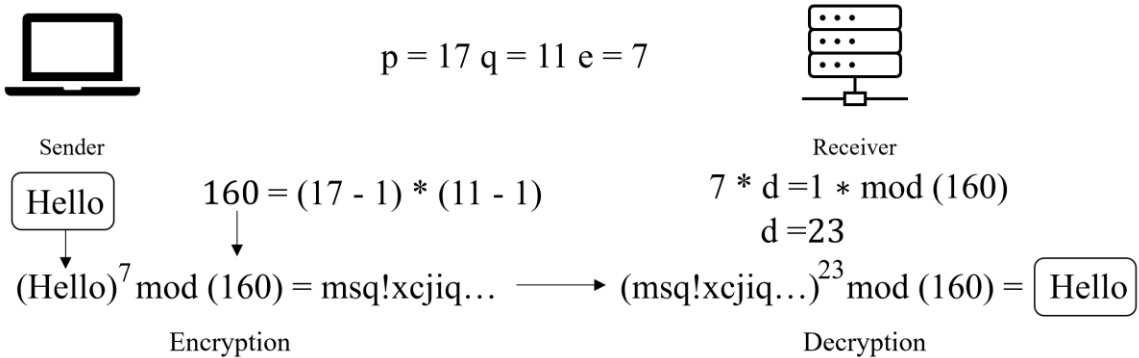 p = 17 q = 11 e = 7
Sender
Receiver
Hello
160 = (17 - 1) * (11 - 1)
7 * d =1 * mod (160)
d =23
(Hello)^7 mod (160) = msq!xcjiq…
(msq!xcjiq…)^23 mod (160) = Hello
Encryption
Decryption